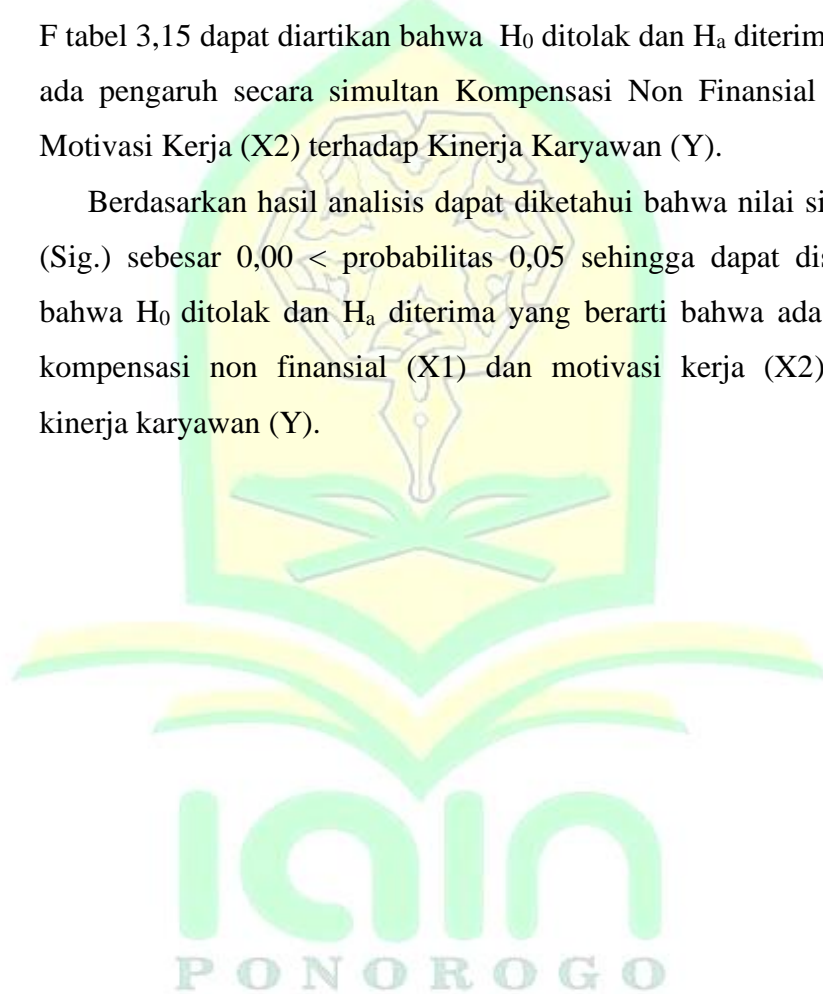 F tabel 3,15 dapat diartikan bahwa H₀ ditolak dan Hₐ diterim
ada pengaruh secara simultan Kompensasi Non Finansial
Motivasi Kerja (X2) terhadap Kinerja Karyawan (Y).
Berdasarkan hasil analisis dapat diketahui bahwa nilai si
(Sig.) sebesar 0,00 < probabilitas 0,05 sehingga dapat dis
bahwa H₀ ditolak dan Hₐ diterima yang berarti bahwa ada
kompensasi non finansial (X1) dan motivasi kerja (X2)
kinerja karyawan (Y).
iain
PONOROGO